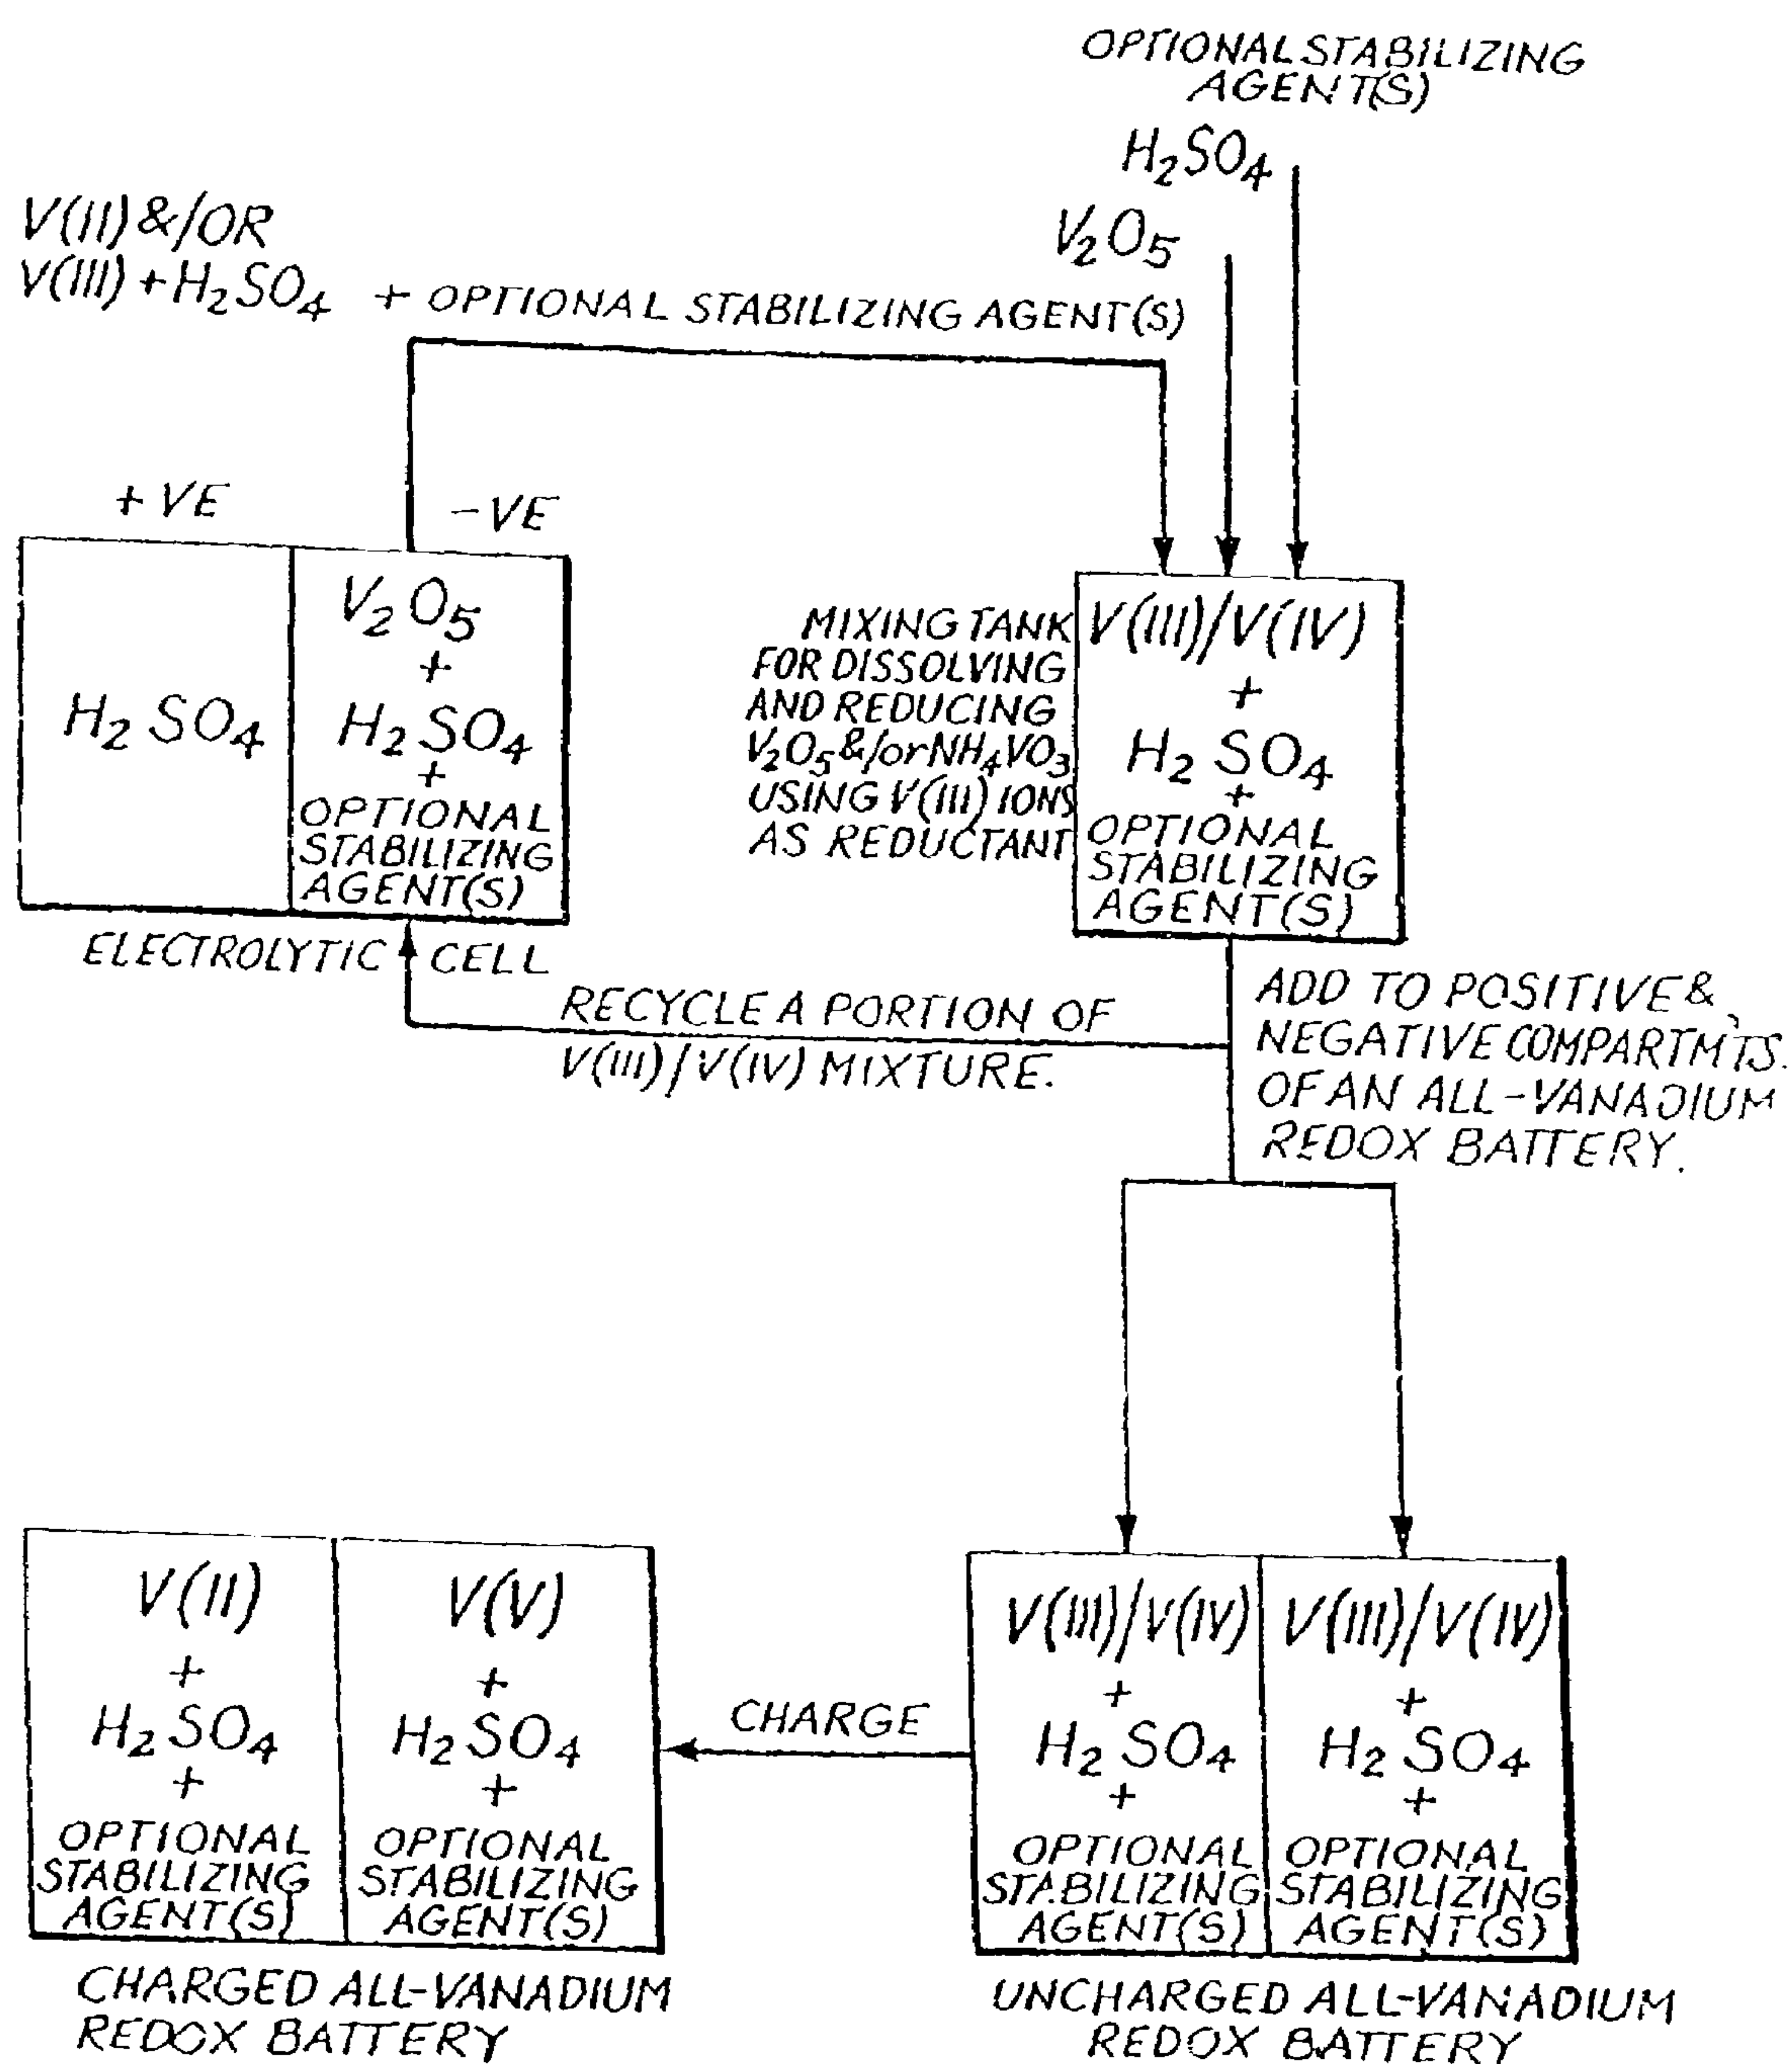 OPTIONAL STABILIZING
AGENT(S)
H₂SO₄
V₂O₅
V(II) &/OR
V(III) + H₂SO₄ + OPTIONAL STABILIZING AGENT(S)
+VE
-VE
H₂SO₄
V₂O₅
+
H₂SO₄
+
OPTIONAL
STABILIZING
AGENT(S)
ELECTROLYTIC CELL
MIXING TANK
FOR DISSOLVING
AND REDUCING
V₂O₅ &/or NH₄VO₃
USING V(III) IONS
AS REDUCTANT
V(III)/V(IV)
+
H₂SO₄
+
OPTIONAL
STABILIZING
AGENT(S)
RECYCLE A PORTION OF
V(III)/V(IV) MIXTURE.
ADD TO POSITIVE &
NEGATIVE COMPARTM'TS.
OF AN ALL-VANADIUM
REDOX BATTERY.
V(II)
+
H₂SO₄
+
OPTIONAL
STABILIZING
AGENT(S)
V(V)
+
H₂SO₄
+
OPTIONAL
STABILIZING
AGENT(S)
CHARGED ALL-VANADIUM
REDOX BATTERY
CHARGE
V(III)/V(IV)
+
H₂SO₄
+
OPTIONAL
STABILIZING
AGENT(S)
V(III)/V(IV)
+
H₂SO₄
+
OPTIONAL
STABILIZING
AGENT(S)
UNCHARGED ALL-VANADIUM
REDOX BATTERY